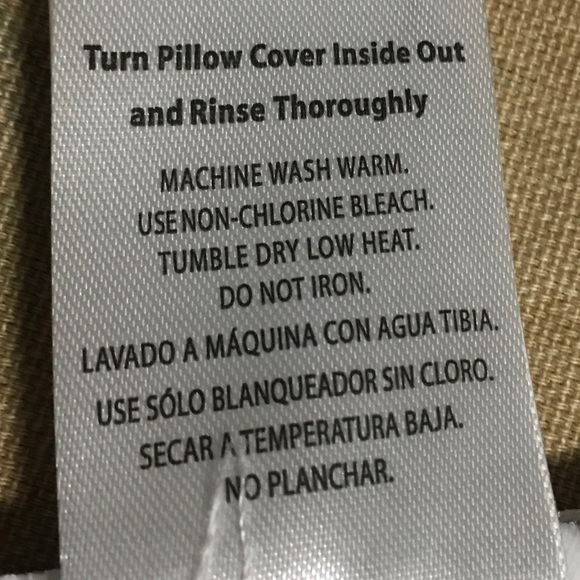 Turn Pillow Cover Inside Out
and Rinse Thoroughly
MACHINE WASH WARM.
USE NON-CHLORINE BLEACH.
TUMBLE DRY LOW HEAT.
DO NOT IRON.
LAVADO A MÁQUINA CON AGUA TIBIA.
USE SÓLO BLANQUEADOR SIN CLORO.
SECAR A TEMPERATURA BAJA.
NO PLANCHAR.